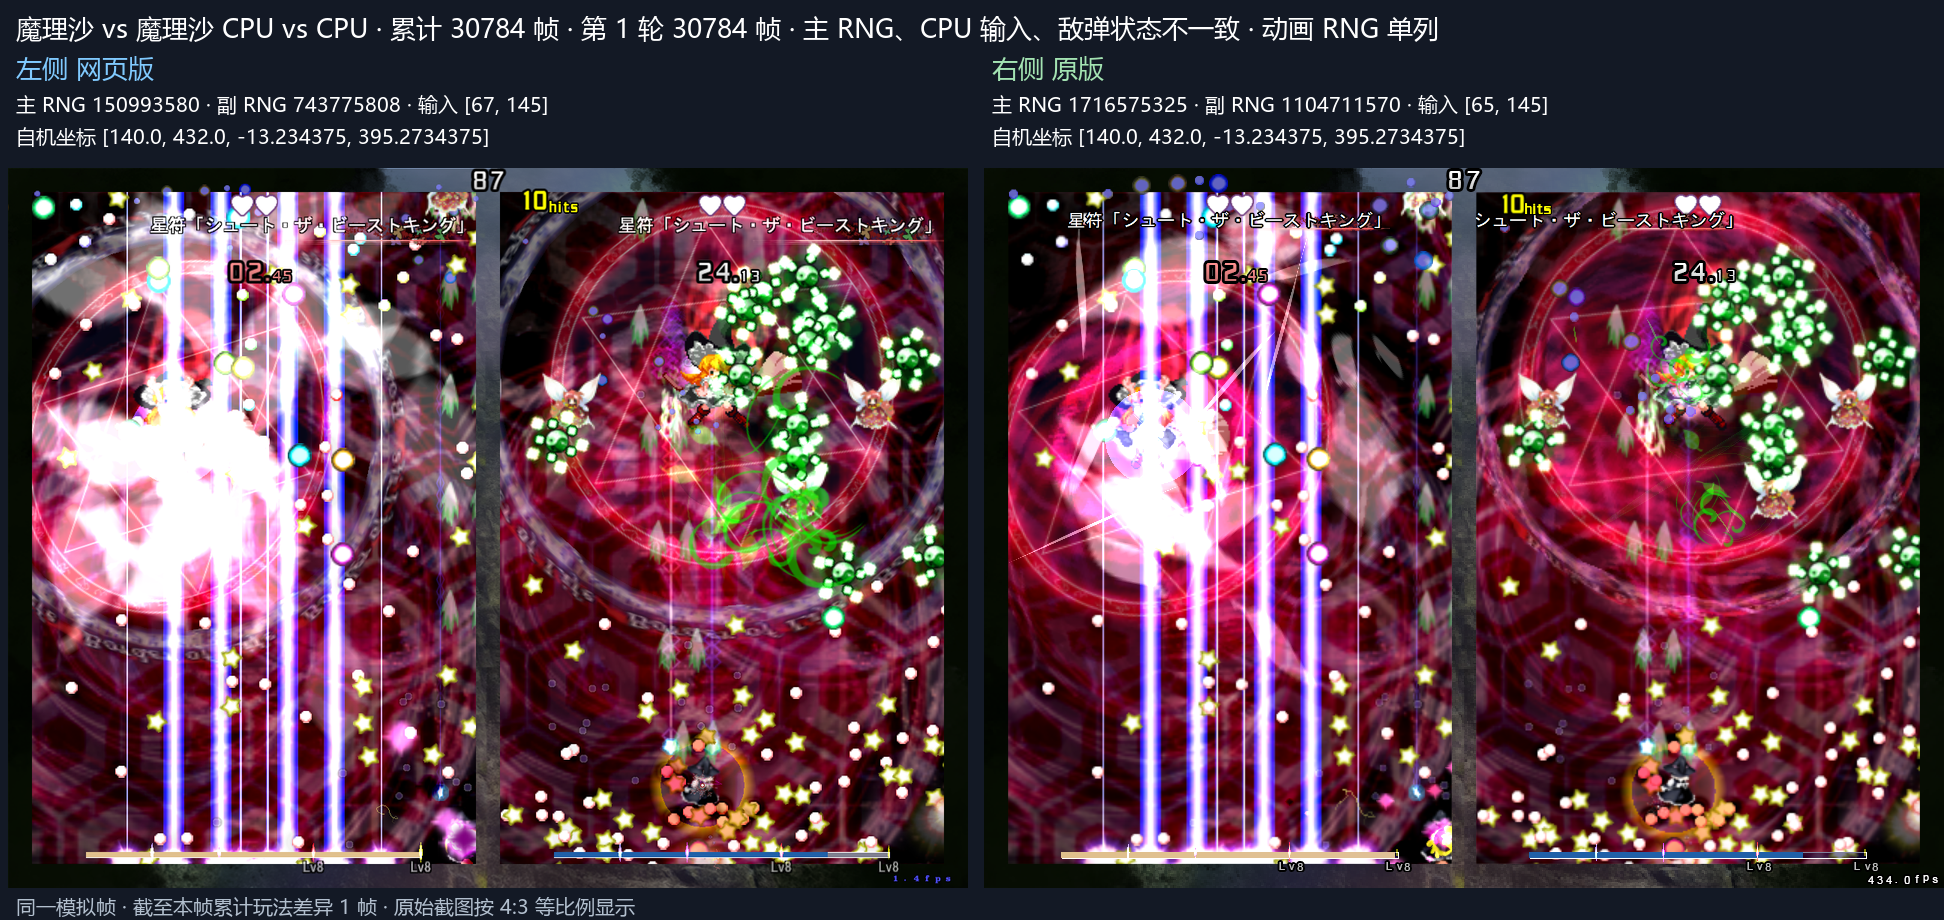 魔理沙 vs 魔理沙 CPU vs CPU · 累计 30784 帧 · 第 1 轮 30784 帧 · 主 RNG、CPU 输入、敌弹状态不一致 · 动画 RNG 单列
左侧 网页版
主 RNG 150993580 · 副 RNG 743775808 · 输入 [67, 145]
自机坐标 [140.0, 432.0, -13.234375, 395.2734375]
右侧 原版
主 RNG 1716575325 · 副 RNG 1104711570 · 输入 [65, 145]
自机坐标 [140.0, 432.0, -13.234375, 395.2734375]
87
10hits
星符「シュート・ザ・ビーストキング」
星符「シュート・ザ・ビーストキング」
02.45
24.13
Lv8
Lv8
Lv8
Lv8
1.4fps
87
10hits
星符「シュート・ザ・ビーストキング」
シュート・ザ・ビーストキング」
02.45
24.13
Lv8
Lv8
Lv8
Lv8
434.0fps
同一模拟帧 · 截至本帧累计玩法差异 1 帧 · 原始截图按 4:3 等比例显示